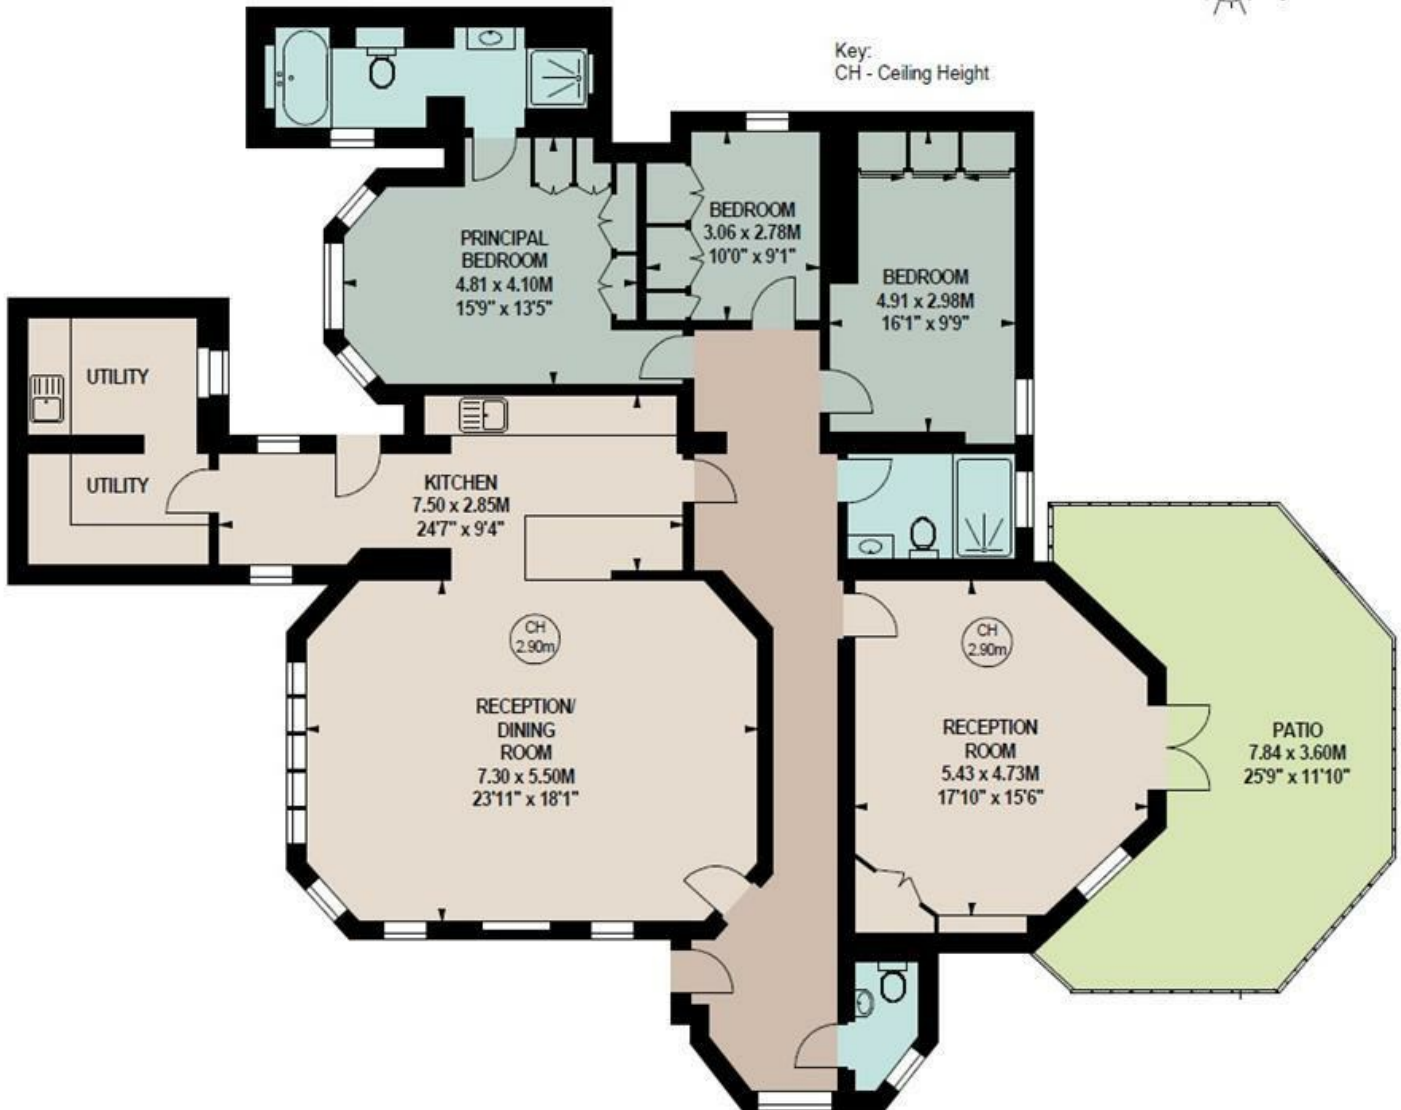 Key:
CH - Ceiling Height
PRINCIPAL
BEDROOM
4.81 x 4.10M
15'9" x 13'5"
BEDROOM
3.06 x 2.78M
10'0" x 9'1"
BEDROOM
4.91 x 2.98M
16'1" x 9'9"
UTILITY
UTILITY
KITCHEN
7.50 x 2.85M
24'7" x 9'4"
CH
2.90m
RECEPTION/
DINING
ROOM
7.30 x 5.50M
23'11" x 18'1"
CH
2.90m
RECEPTION
ROOM
5.43 x 4.73M
17'10" x 15'6"
PATIO
7.84 x 3.60M
25'9" x 11'10"